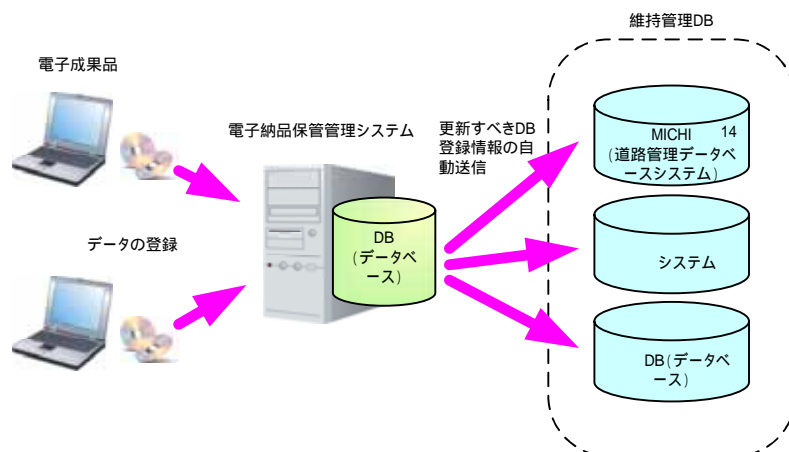 維持管理DB
電子成果品
電子納品保管管理システム
更新すべきDB
登録情報の自
動送信
MICHI 14
(道路管理データベ
ースシステム)
データの登録
DB
(データベ
ース)
システム
DB(データベ
ース)